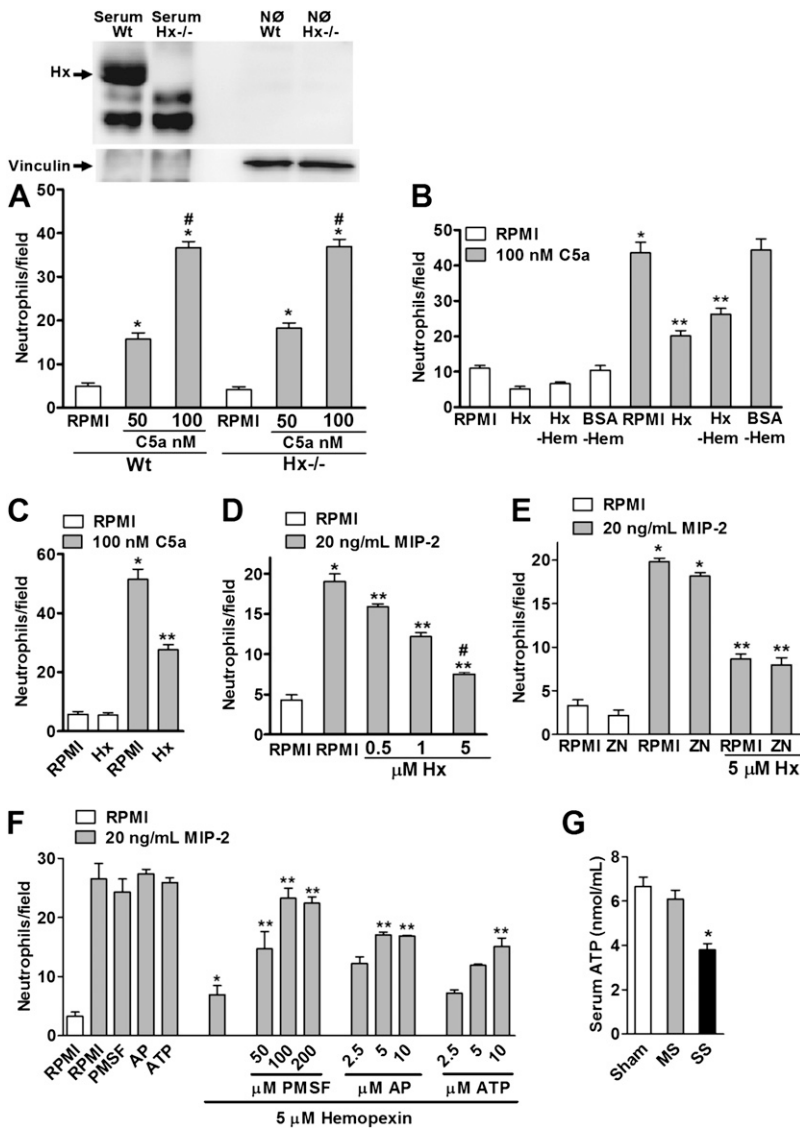 Serum Serum NØ NØ
Wt Hx-/- Wt Hx-/-
Hx
Vinculin
A
Neutrophils/field
50
40
30
20
10
0
* # * * # *
RPMI 50 100 RPMI 50 100
C5a nM C5a nM
Wt Hx-/-
B
RPMI
100 nM C5a
Neutrophils/field
50
40
30
20
10
0
* ** **
RPMI Hx Hx BSA RPMI Hx Hx BSA
-Hem -Hem -Hem -Hem
C
RPMI
100 nM C5a
Neutrophils/field
60
40
20
0
* **
RPMI Hx RPMI Hx
D
RPMI
20 ng/mL MIP-2
Neutrophils/field
20
15
10
5
0
* ** ** # **
RPMI RPMI 0.5 1 5
μM Hx
E
RPMI
20 ng/mL MIP-2
Neutrophils/field
20
15
10
5
0
* * ** **
RPMI ZN RPMI ZN RPMI ZN
5 μM Hx
F
RPMI
20 ng/mL MIP-2
Neutrophils/field
30
20
10
0
* ** ** ** ** ** **
RPMI RPMI PMSF AP ATP 50 100 200 2.5 5 10 2.5 5 10
μM PMSF μM AP μM ATP
5 μM Hemopexin
G
Serum ATP (nmol/mL)
8
6
4
2
0
*
Sham MS SS